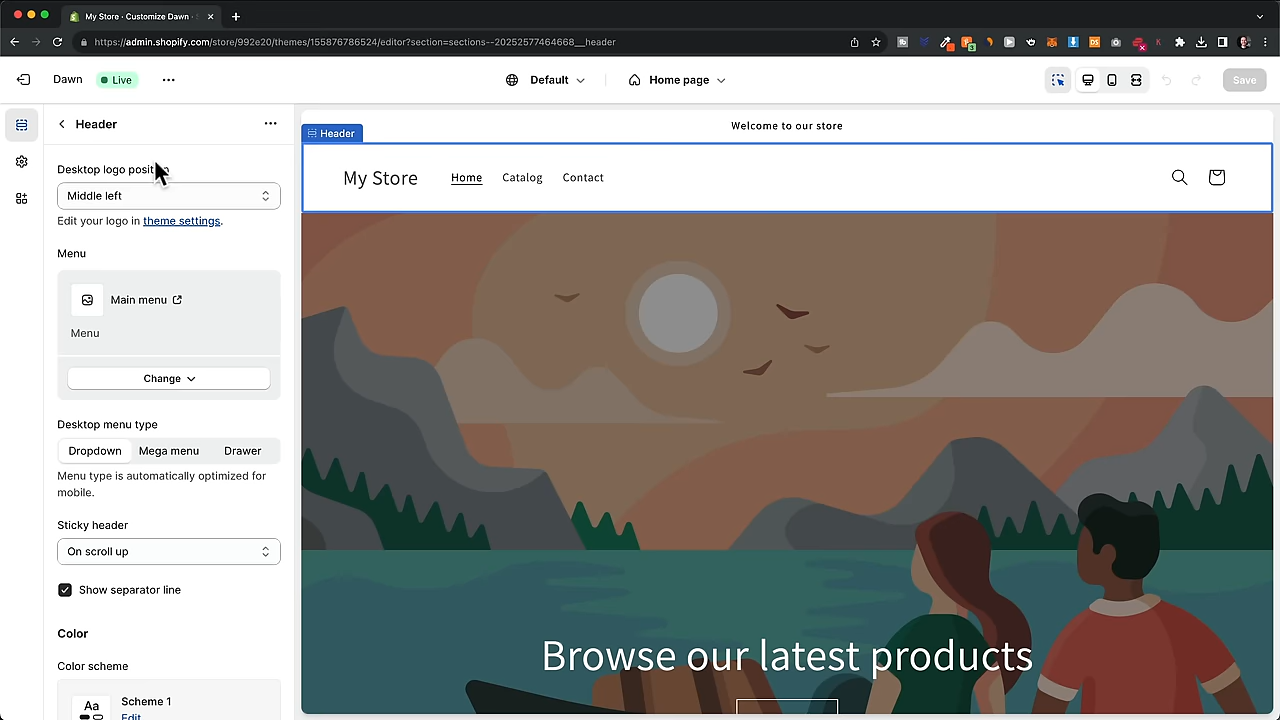 My Store · Customize Dawn ·
https://admin.shopify.com/store/992e20/themes/155876786524/editor?section=sections--20252577464668__header
Dawn
Live
Default
Home page
Save
Header
Desktop logo position
Middle left
Edit your logo in theme settings.
Menu
Main menu
Menu
Change
Desktop menu type
Dropdown Mega menu Drawer
Menu type is automatically optimized for
mobile.
Sticky header
On scroll up
Show separator line
Color
Color scheme
Aa
Scheme 1
Edit
Welcome to our store
Header
My Store Home Catalog Contact
Browse our latest products